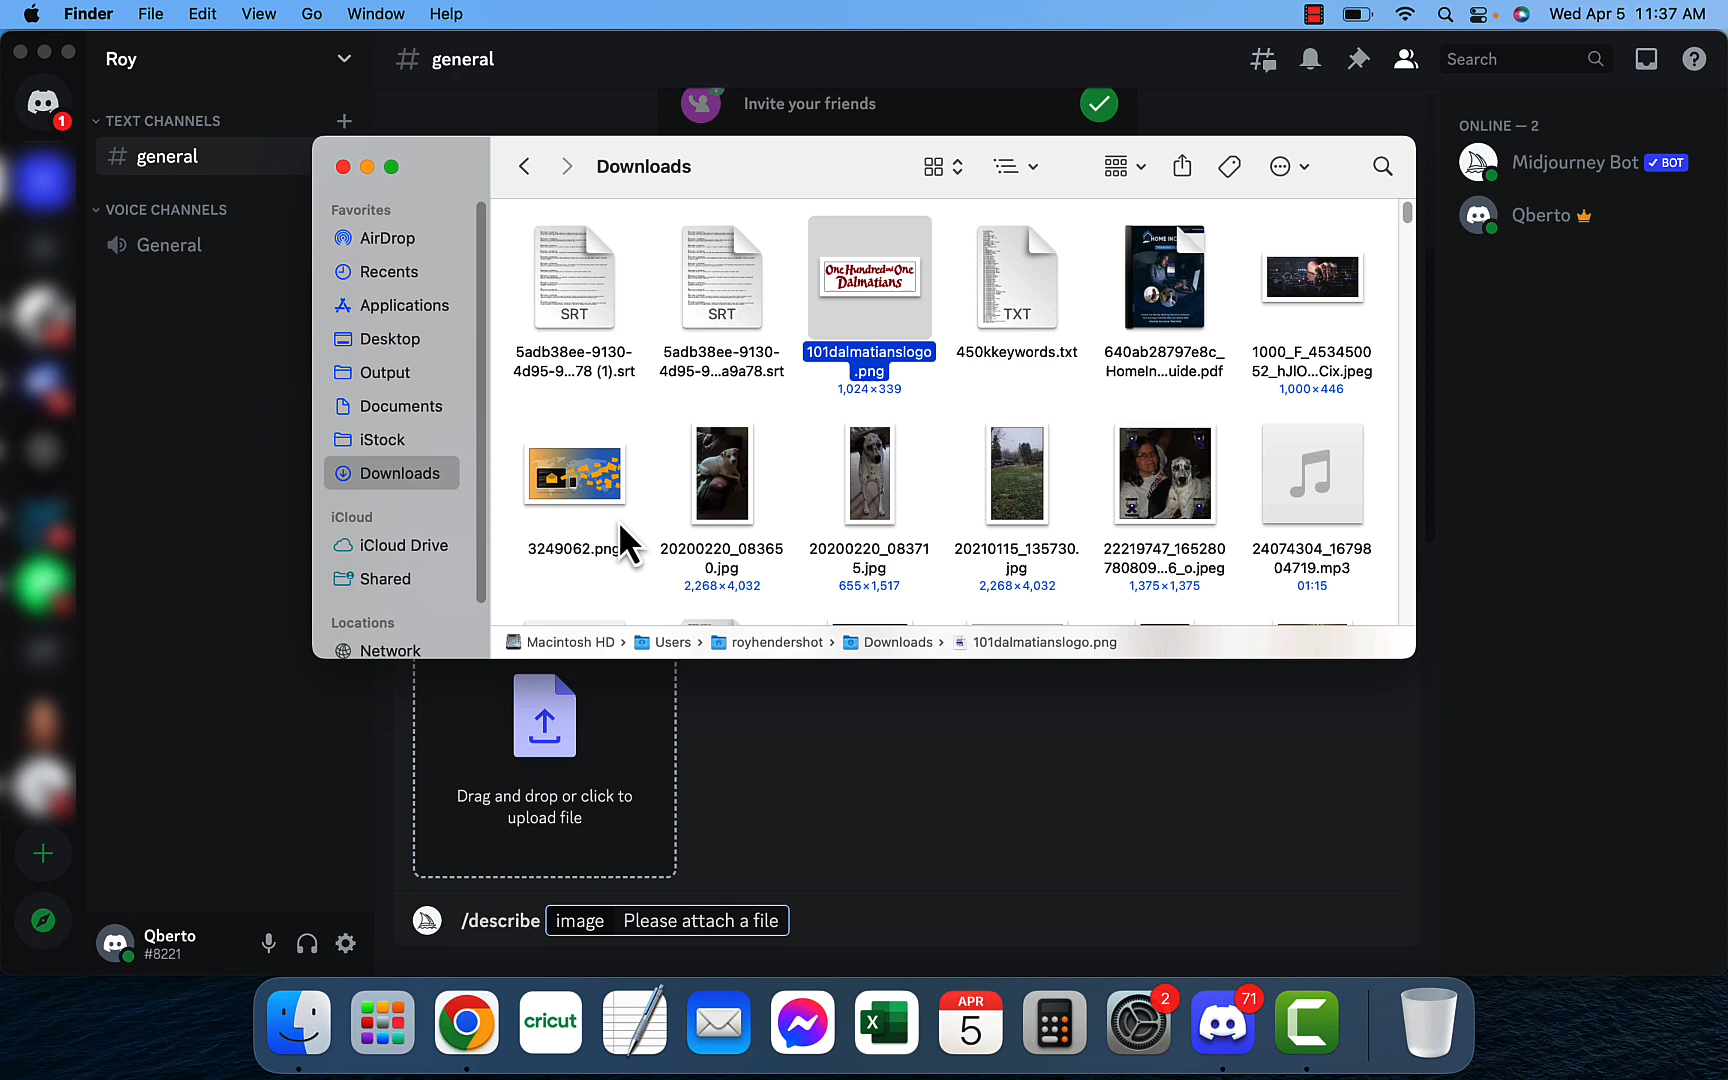 Finder File Edit View Go Window Help
Wed Apr 5 11:37 AM
Roy
general
Search
Invite your friends
TEXT CHANNELS
general
VOICE CHANNELS
General
1
ONLINE — 2
Midjourney Bot BOT
Qberto
Downloads
Favorites
AirDrop
Recents
Applications
Desktop
Output
Documents
iStock
Downloads
iCloud
iCloud Drive
Shared
Locations
Network
SRT
SRT
One Hundred and One
Dalmatians
TXT
5adb38ee-9130-
4d95-9...78 (1).srt
5adb38ee-9130-
4d95-9...a9a78.srt
101dalmatianslogo
.png
1,024×339
450kkeywords.txt
640ab28797e8c_
HomeIn...uide.pdf
1000_F_4534500
52_hJlO...Cix.jpeg
1,000×446
3249062.png
20200220_08365
0.jpg
2,268×4,032
20200220_08371
5.jpg
655×1,517
20210115_135730.
jpg
2,268×4,032
22219747_165280
780809...6_o.jpeg
1,375×1,375
24074304_16798
04719.mp3
01:15
Macintosh HD › Users › royhendershot › Downloads › 101dalmatianslogo.png
Drag and drop or click to
upload file
/describe image Please attach a file
Qberto
#8221
cricut
APR
5
2
71